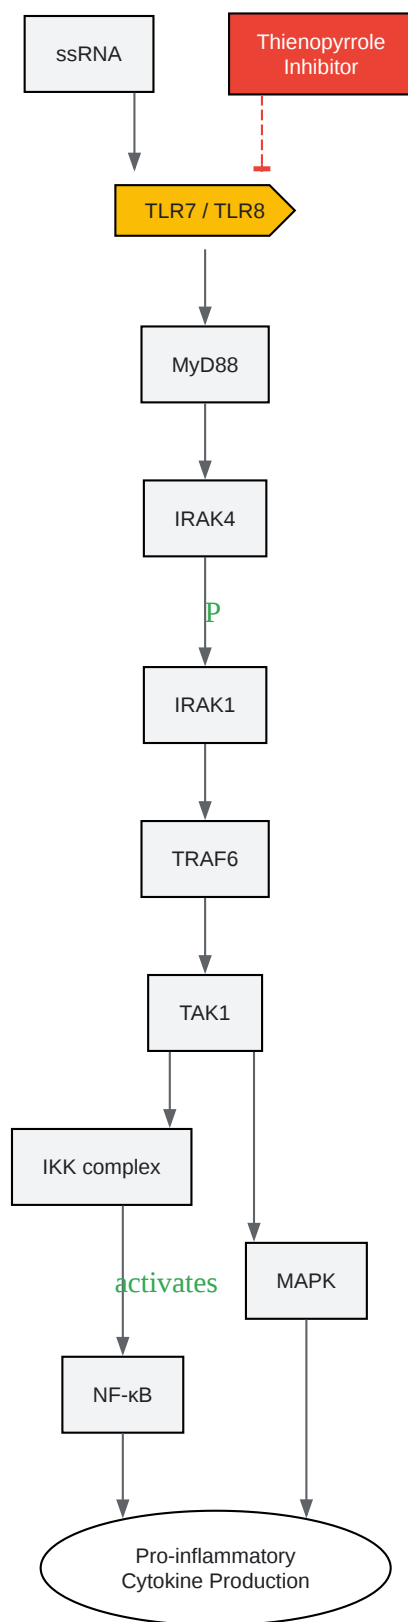 ssRNA
Thienopyrrole
Inhibitor
TLR7 / TLR8
MyD88
IRAK4
P
IRAK1
TRAF6
TAK1
IKK complex
activates
MAPK
NF-κB
Pro-inflammatory
Cytokine Production